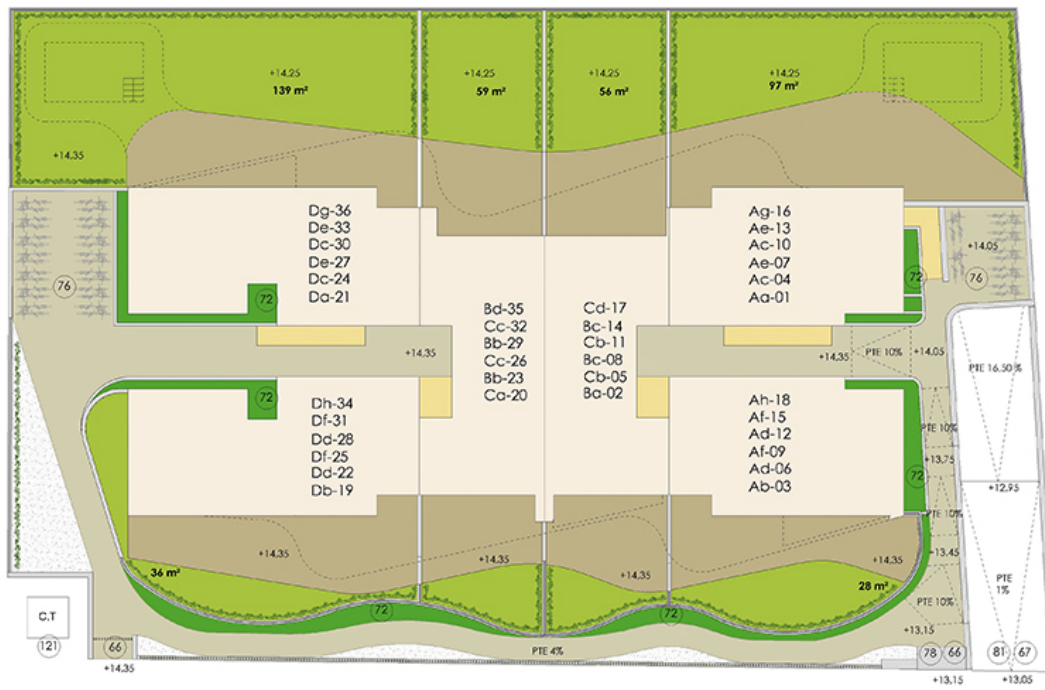 +14,25
139 m²
+14,25
59 m²
+14,25
56 m²
+14,25
97 m²
+14,35
Dg-36
De-33
Dc-30
De-27
Dc-24
Da-21
Ag-16
Ae-13
Ac-10
Ae-07
Ac-04
Aa-01
+14,05
76
72
72
76
Bd-35
Cc-32
Bb-29
Cc-26
Bb-23
Ca-20
Cd-17
Bc-14
Cb-11
Bc-08
Cb-05
Ba-02
+14,35
+14,35
PTE 10%
+14,05
PTE 16,50 %
72
Dh-34
Df-31
Dd-28
Df-25
Dd-22
Db-19
Ah-18
Af-15
Ad-12
Af-09
Ad-06
Ab-03
PTE 10%
+13,75
72
+12,95
PTE 10%
+13,45
+14,35
+14,35
+14,35
+14,35
36 m²
28 m²
PTE
1%
PTE 10%
72
72
+13,15
C.T
121
66
PTE 4%
78
66
81
67
+14,35
+13,15
+13,05